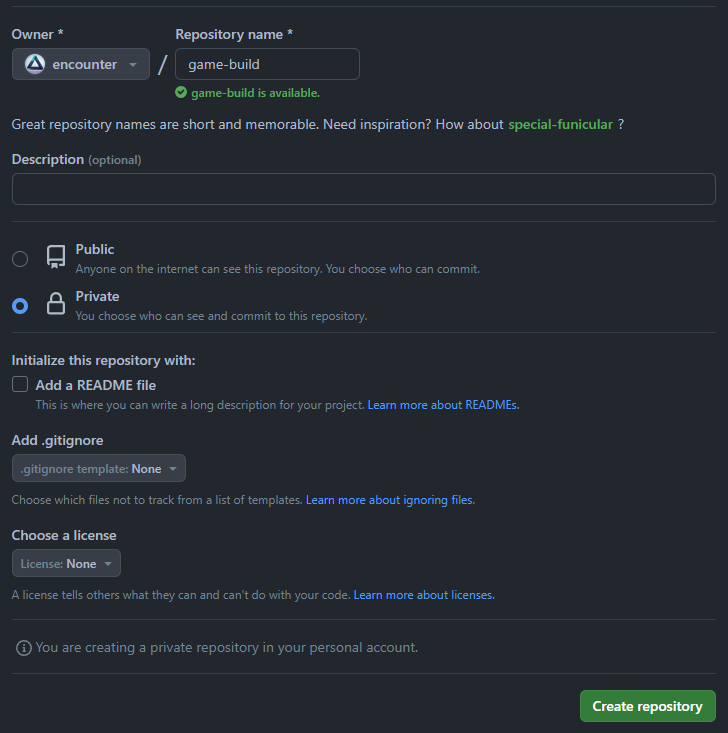 Owner *
Repository name *
encounter
/
game-build
game-build is available.
Great repository names are short and memorable. Need inspiration? How about special-funicular ?
Description (optional)
Public
Anyone on the internet can see this repository. You choose who can commit.
Private
You choose who can see and commit to this repository.
Initialize this repository with:
Add a README file
This is where you can write a long description for your project. Learn more about READMEs.
Add .gitignore
.gitignore template: None
Choose which files not to track from a list of templates. Learn more about ignoring files.
Choose a license
License: None
A license tells others what they can and can't do with your code. Learn more about licenses.
You are creating a private repository in your personal account.
Create repository